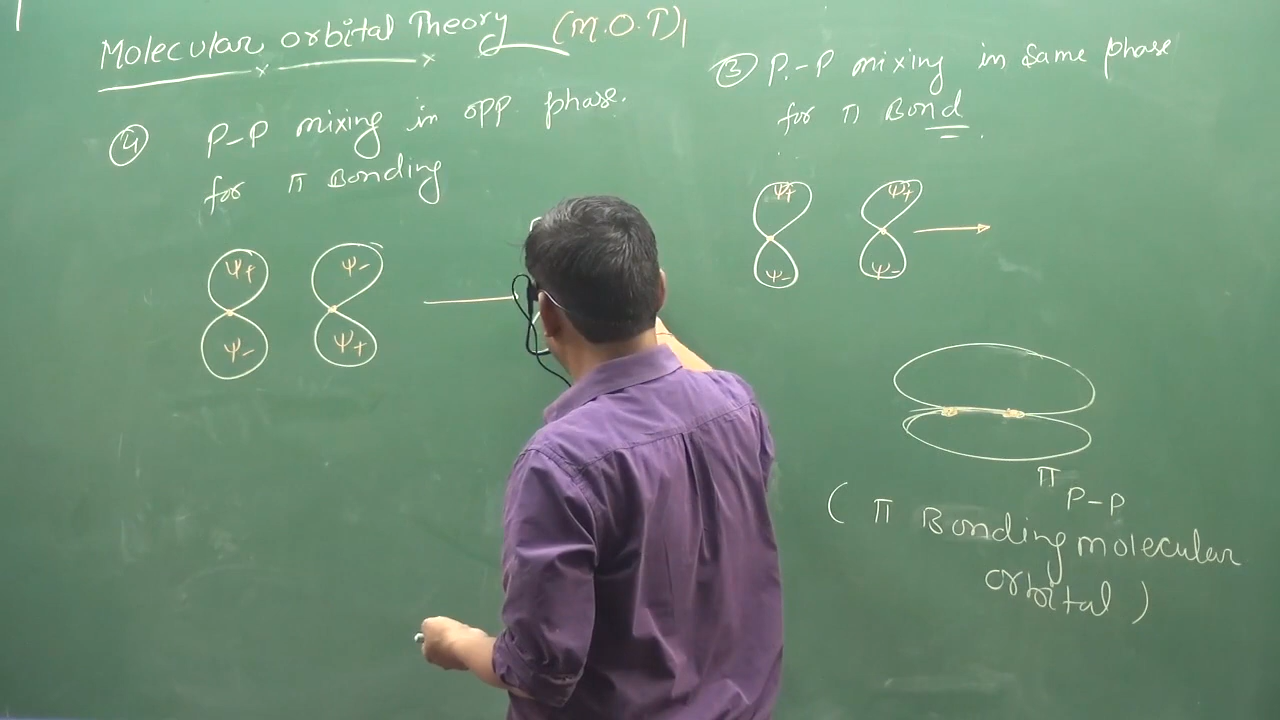 Molecular orbital Theory (M.O.T)
④ P-P mixing in opp. phase.
for π Bonding
Ψ+ Ψ-
Ψ- Ψ+
③ P.-P mixing in Same phase
for π Bond.
Ψ+ Ψ+
Ψ- Ψ-
π P-P
( π Bonding molecular
orbital )